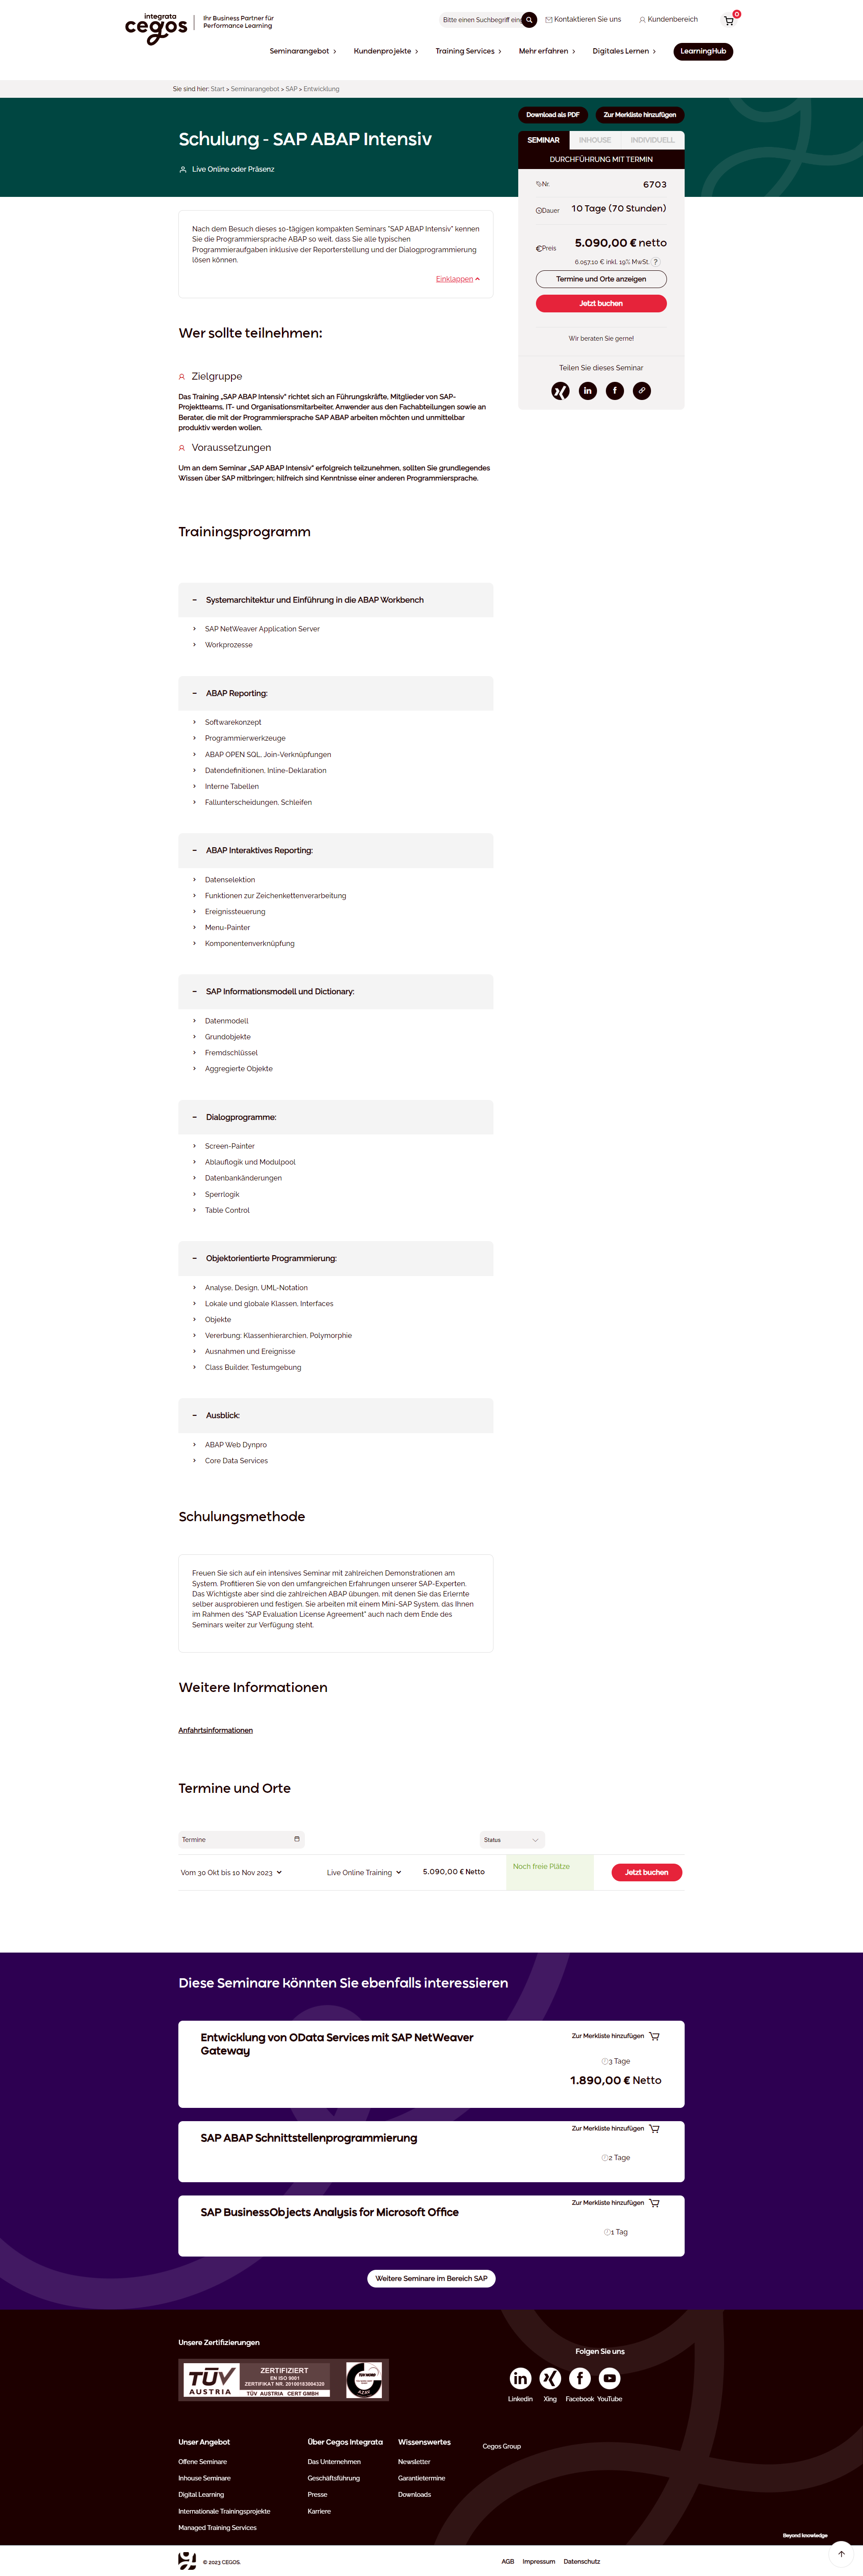 integrata
cegos
Ihr Business Partner für
Performance Learning
Bitte einen Suchbegriff eing
Kontaktieren Sie uns
Kundenbereich
0
Seminarangebot
Kundenprojekte
Training Services
Mehr erfahren
Digitales Lernen
LearningHub
Sie sind hier: Start > Seminarangebot > SAP > Entwicklung
Download als PDF
Zur Merkliste hinzufügen
Schulung - SAP ABAP Intensiv
Live Online oder Präsenz
SEMINAR
INHOUSE
INDIVIDUELL
DURCHFÜHRUNG MIT TERMIN
Nr.
6703
Dauer
10 Tage (70 Stunden)
Preis
5.090,00 € netto
6.057,10 € inkl. 19% MwSt. ?
Termine und Orte anzeigen
Jetzt buchen
Wir beraten Sie gerne!
Teilen Sie dieses Seminar
Nach dem Besuch dieses 10-tägigen kompakten Seminars "SAP ABAP Intensiv" kennen
Sie die Programmiersprache ABAP so weit, dass Sie alle typischen
Programmieraufgaben inklusive der Reporterstellung und der Dialogprogrammierung
lösen können.
Einklappen
Wer sollte teilnehmen:
Zielgruppe
Das Training „SAP ABAP Intensiv" richtet sich an Führungskräfte, Mitglieder von SAP-
Projektteams, IT- und Organisationsmitarbeiter, Anwender aus den Fachabteilungen sowie an
Berater, die mit der Programmiersprache SAP ABAP arbeiten möchten und unmittelbar
produktiv werden wollen.
Voraussetzungen
Um an dem Seminar „SAP ABAP Intensiv" erfolgreich teilzunehmen, sollten Sie grundlegendes
Wissen über SAP mitbringen; hilfreich sind Kenntnisse einer anderen Programmiersprache.
Trainingsprogramm
Systemarchitektur und Einführung in die ABAP Workbench
SAP NetWeaver Application Server
Workprozesse
ABAP Reporting:
Softwarekonzept
Programmierwerkzeuge
ABAP OPEN SQL, Join-Verknüpfungen
Datendefinitionen, Inline-Deklaration
Interne Tabellen
Fallunterscheidungen, Schleifen
ABAP Interaktives Reporting:
Datenselektion
Funktionen zur Zeichenkettenverarbeitung
Ereignissteuerung
Menu-Painter
Komponentenverknüpfung
SAP Informationsmodell und Dictionary:
Datenmodell
Grundobjekte
Fremdschlüssel
Aggregierte Objekte
Dialogprogramme:
Screen-Painter
Ablauflogik und Modulpool
Datenbankänderungen
Sperrlogik
Table Control
Objektorientierte Programmierung:
Analyse, Design, UML-Notation
Lokale und globale Klassen, Interfaces
Objekte
Vererbung: Klassenhierarchien, Polymorphie
Ausnahmen und Ereignisse
Class Builder, Testumgebung
Ausblick:
ABAP Web Dynpro
Core Data Services
Schulungsmethode
Freuen Sie sich auf ein intensives Seminar mit zahlreichen Demonstrationen am
System. Profitieren Sie von den umfangreichen Erfahrungen unserer SAP-Experten.
Das Wichtigste aber sind die zahlreichen ABAP übungen, mit denen Sie das Erlernte
selber ausprobieren und festigen. Sie arbeiten mit einem Mini-SAP System, das Ihnen
im Rahmen des "SAP Evaluation License Agreement" auch nach dem Ende des
Seminars weiter zur Verfügung steht.
Weitere Informationen
Anfahrtsinformationen
Termine und Orte
Termine
Status
Vom 30 Okt bis 10 Nov 2023
Live Online Training
5.090,00 € Netto
Noch freie Plätze
Jetzt buchen
Diese Seminare könnten Sie ebenfalls interessieren
Entwicklung von OData Services mit SAP NetWeaver
Gateway
Zur Merkliste hinzufügen
3 Tage
1.890,00 € Netto
SAP ABAP Schnittstellenprogrammierung
Zur Merkliste hinzufügen
2 Tage
SAP BusinessObjects Analysis for Microsoft Office
Zur Merkliste hinzufügen
1 Tag
Weitere Seminare im Bereich SAP
Unsere Zertifizierungen
TÜV
AUSTRIA
ZERTIFIZIERT
EN ISO 9001
ZERTIFIKAT NR. 20100183004320
TÜV AUSTRIA CERT GMBH
Folgen Sie uns
Linkedin
Xing
Facebook
YouTube
Unser Angebot
Offene Seminare
Inhouse Seminare
Digital Learning
Internationale Trainingsprojekte
Managed Training Services
Über Cegos Integrata
Das Unternehmen
Geschäftsführung
Presse
Karriere
Wissenswertes
Newsletter
Garantietermine
Downloads
Cegos Group
Beyond knowledge
© 2023 CEGOS.
AGB
Impressum
Datenschutz